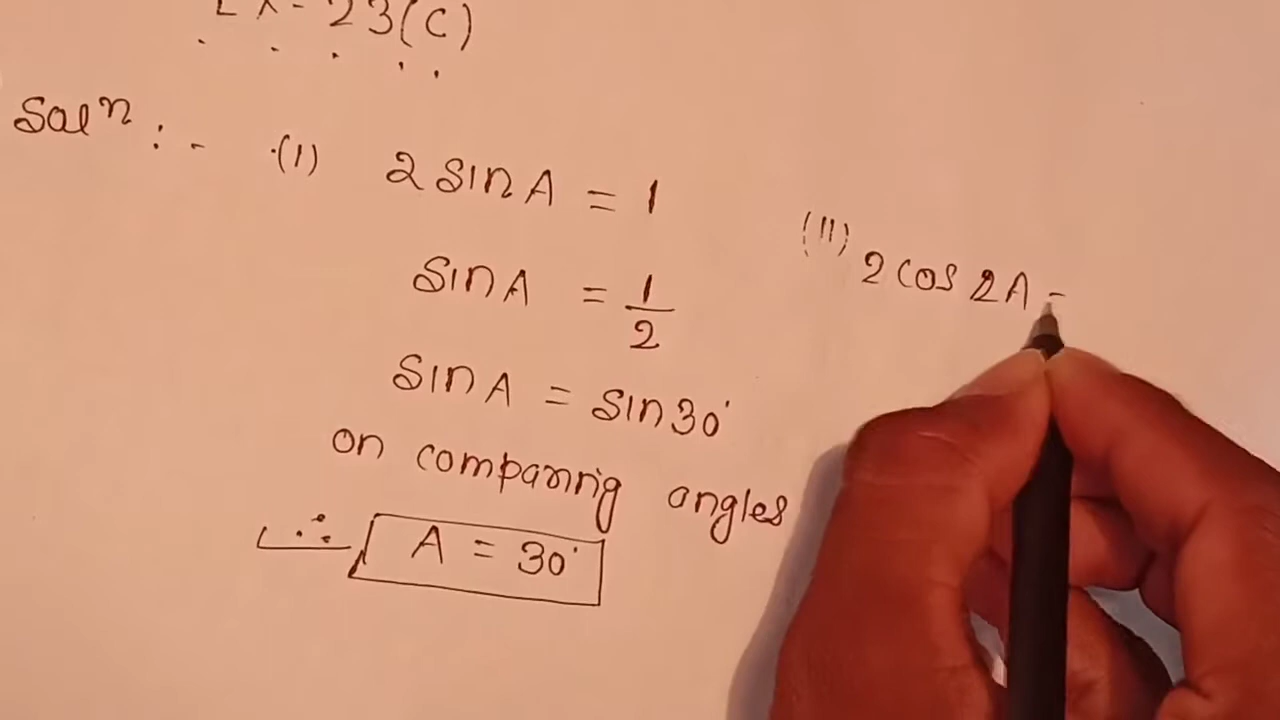 Ex- 23(C)
Solⁿ :- (I) 2 sin A = 1
sin A = 1/2
sin A = sin 30°
on comparing angles
∴ A = 30°
(II) 2 cos 2A =